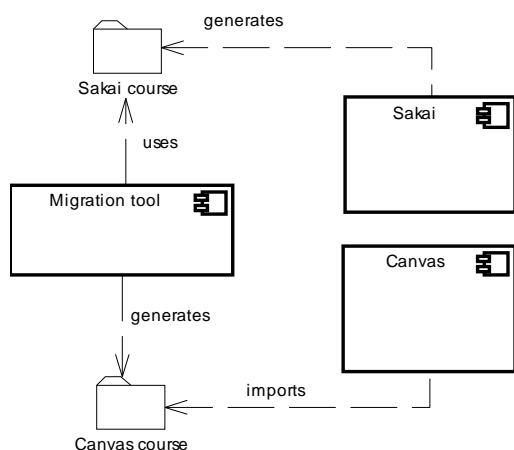 generates
Sakai course
Sakai
uses
Migration tool
Canvas
generates
imports
Canvas course